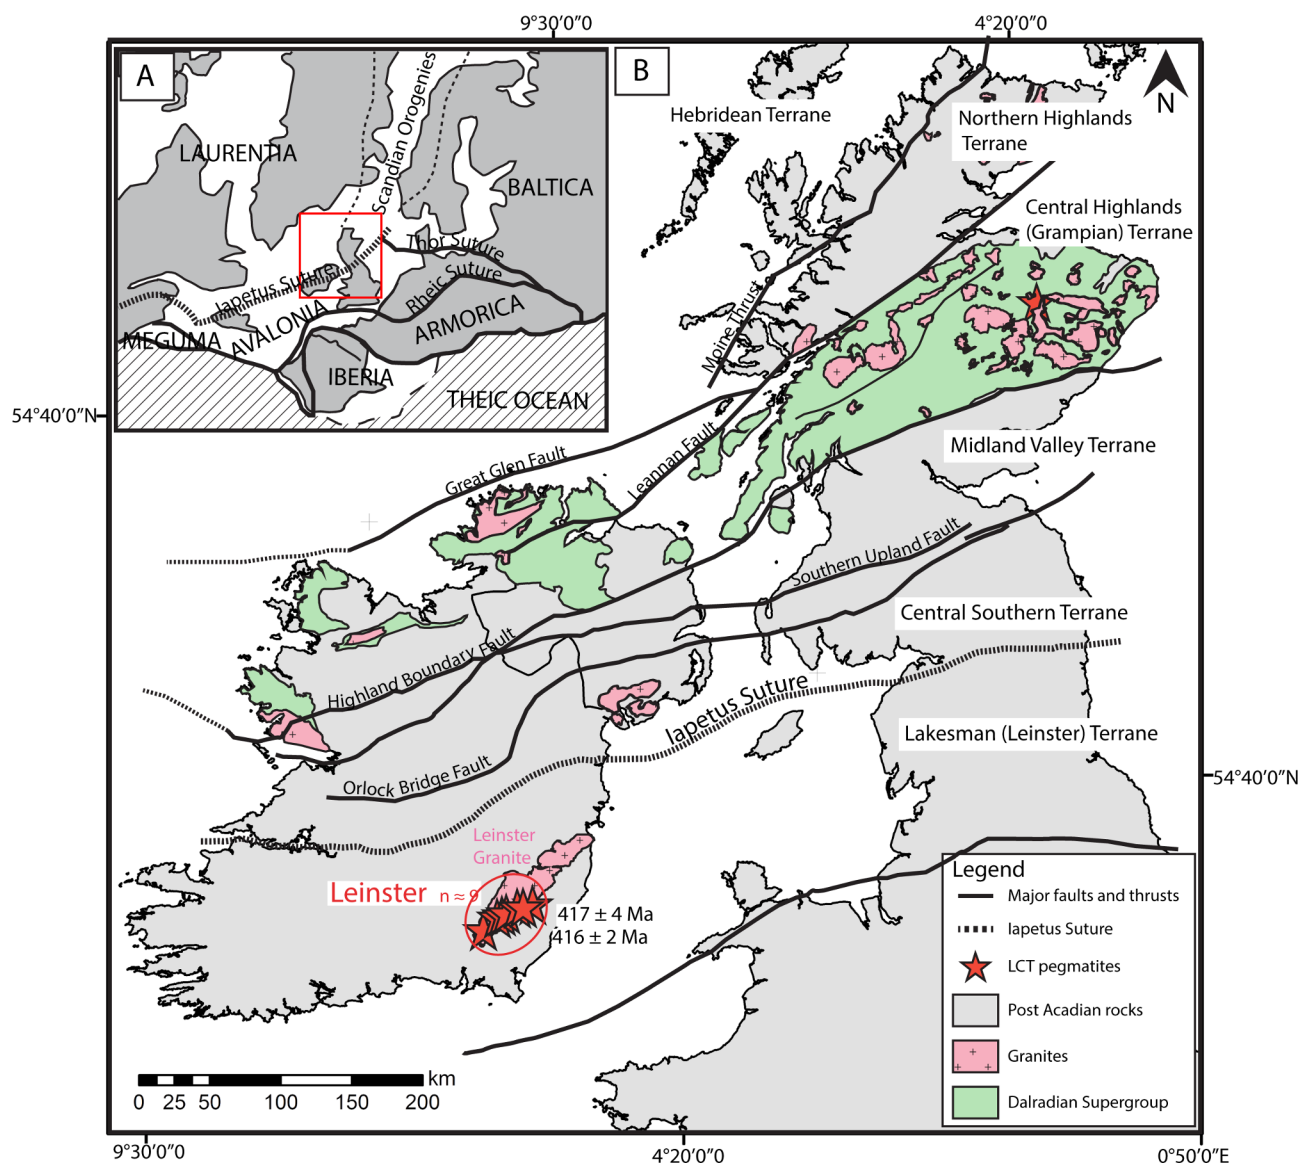 9°30'0"0
4°20'0"0
A
B
N
Scandian Orogenies
LAURENTIA
BALTICA
Thor Suture
Iapetus Suture
Rheic Suture
AVALONIA
MEGUMA
ARMORICA
IBERIA
THEIC OCEAN
Hebridean Terrane
Northern Highlands
Terrane
Central Highlands
(Grampian) Terrane
Moine Thrust
54°40'0"N
Midland Valley Terrane
Great Glen Fault
Leannan Fault
Southern Upland Fault
Central Southern Terrane
Highland Boundary Fault
Iapetus Suture
Lakesman (Leinster) Terrane
Orlock Bridge Fault
54°40'0"N
Leinster
Granite
Leinster n ≈ 9
417 ± 4 Ma
416 ± 2 Ma
Legend
Major faults and thrusts
Iapetus Suture
LCT pegmatites
Post Acadian rocks
Granites
Dalradian Supergroup
km
0 25 50 100 150 200
9°30'0"0
4°20'0"0
0°50'0"E